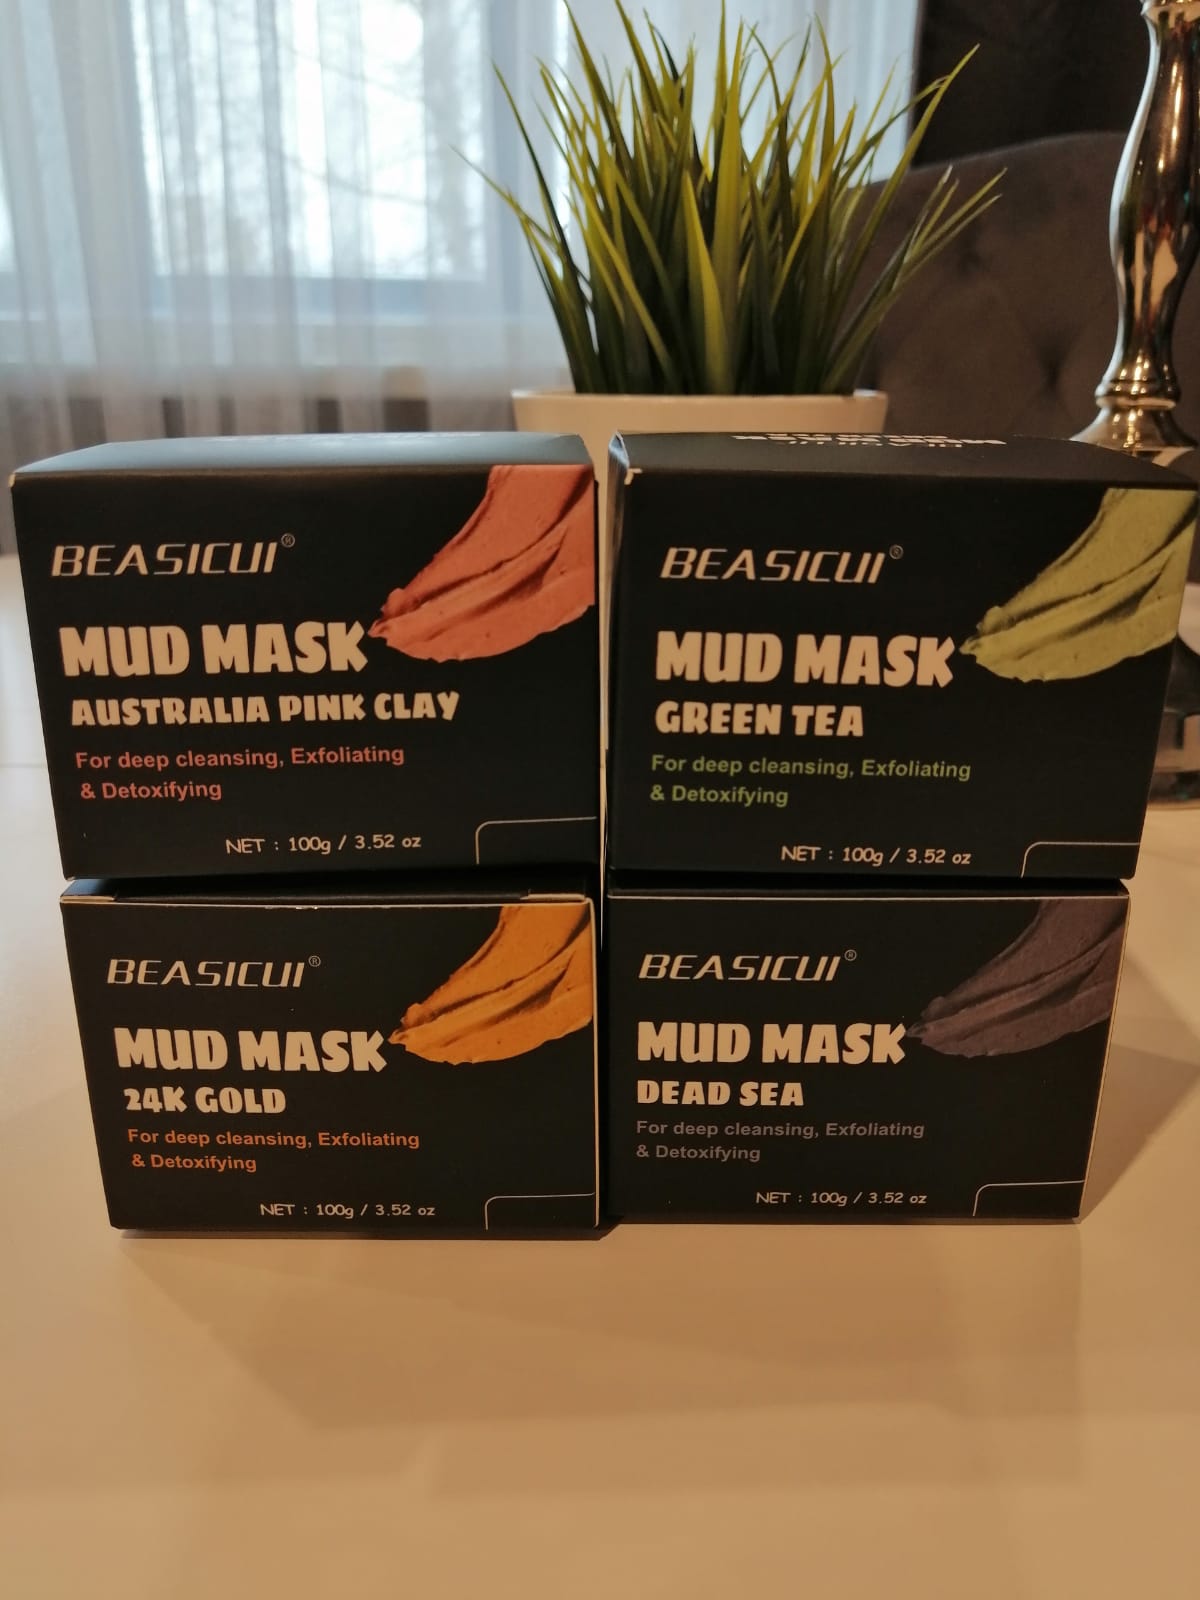 BEASICUI®
MUD MASK
AUSTRALIA PINK CLAY
For deep cleansing, Exfoliating
& Detoxifying
NET : 100g / 3.52 oz
BEASICUI®
MUD MASK
GREEN TEA
For deep cleansing, Exfoliating
& Detoxifying
NET : 100g / 3.52 oz
BEASICUI®
MUD MASK
24K GOLD
For deep cleansing, Exfoliating
& Detoxifying
NET : 100g / 3.52 oz
BEASICUI®
MUD MASK
DEAD SEA
For deep cleansing, Exfoliating
& Detoxifying
NET : 100g / 3.52 oz